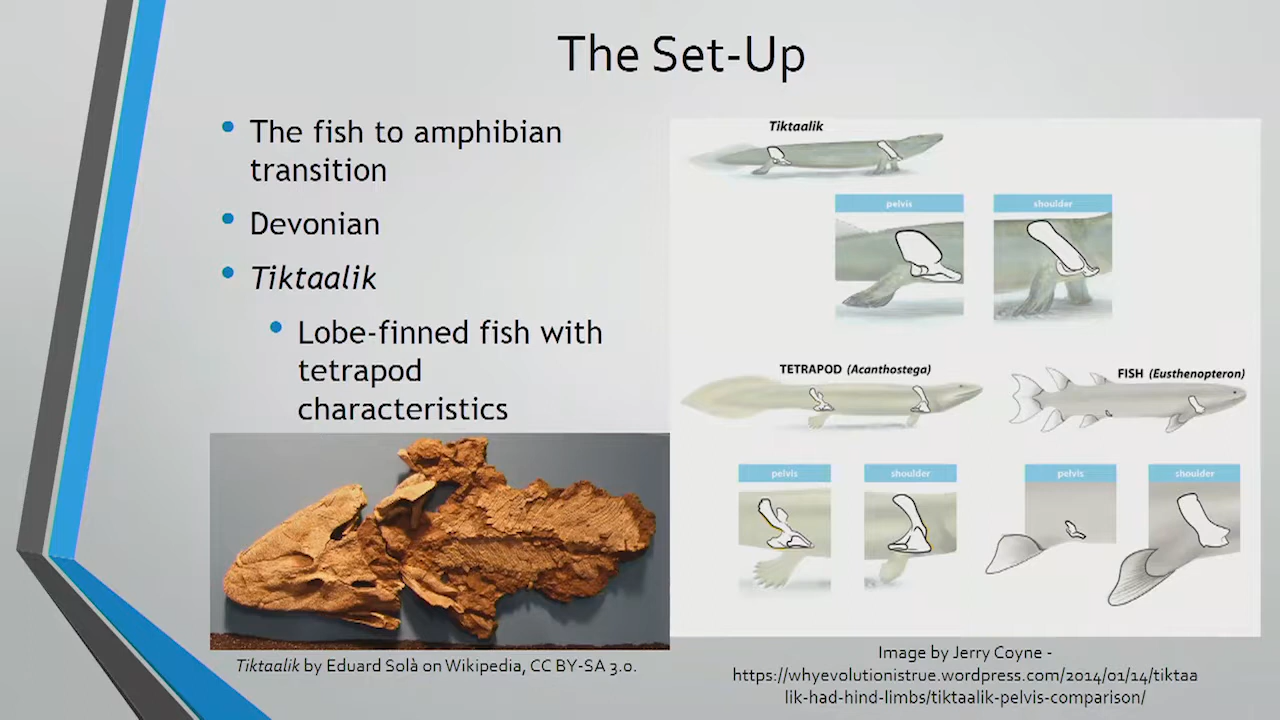 The Set-Up
• The fish to amphibian
transition
• Devonian
• Tiktaalik
• Lobe-finned fish with
tetrapod
characteristics
Tiktaalik by Eduard Solà on Wikipedia, CC BY-SA 3.0.
Tiktaalik
pelvis
shoulder
TETRAPOD (Acanthostega)
FISH (Eusthenopteron)
pelvis
shoulder
pelvis
shoulder
Image by Jerry Coyne -
https://whyevolutionistrue.wordpress.com/2014/01/14/tiktaa
lik-had-hind-limbs/tiktaalik-pelvis-comparison/